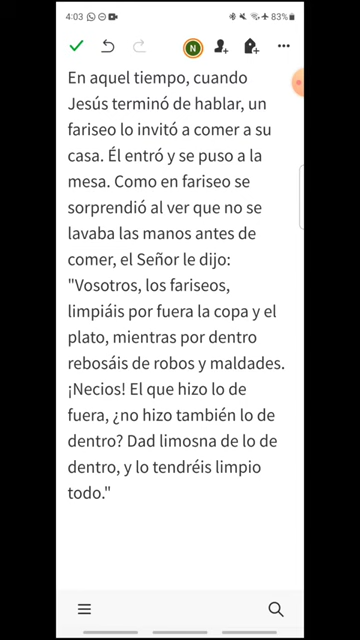 4:03
83%
N
En aquel tiempo, cuando
Jesús terminó de hablar, un
fariseo lo invitó a comer a su
casa. Él entró y se puso a la
mesa. Como en fariseo se
sorprendió al ver que no se
lavaba las manos antes de
comer, el Señor le dijo:
"Vosotros, los fariseos,
limpiáis por fuera la copa y el
plato, mientras por dentro
rebosáis de robos y maldades.
¡Necios! El que hizo lo de
fuera, ¿no hizo también lo de
dentro? Dad limosna de lo de
dentro, y lo tendréis limpio
todo."